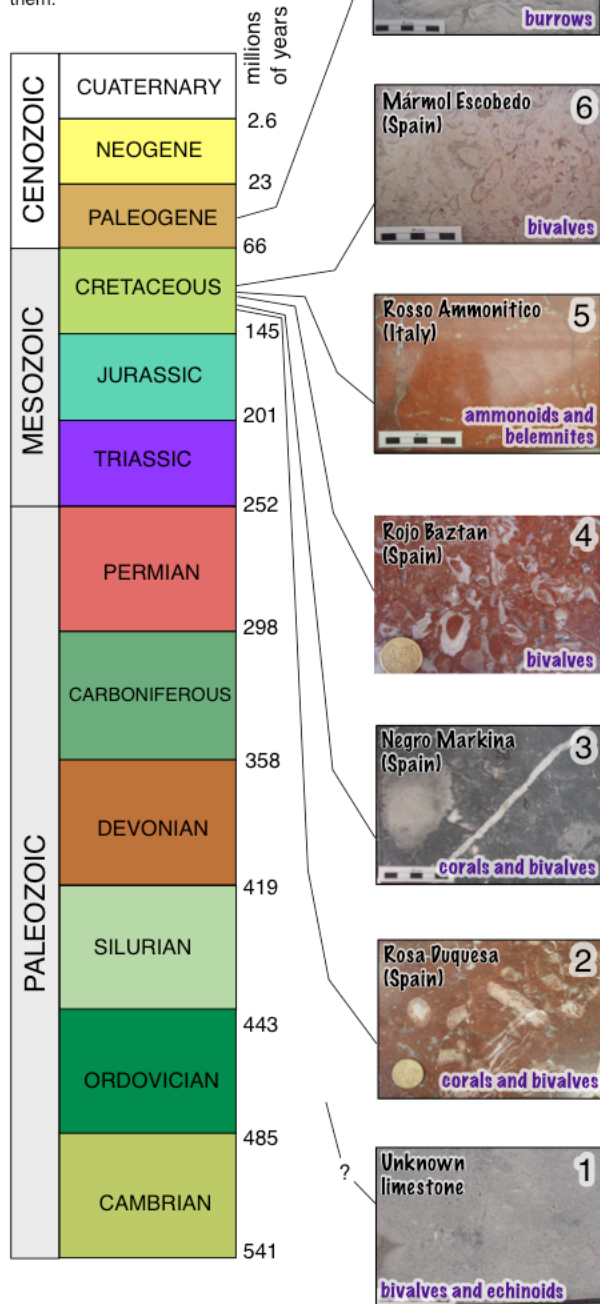 them.
millions
of years
CENOZOIC
CUATERNARY
2.6
NEOGENE
23
PALEOGENE
66
MESOZOIC
CRETACEOUS
145
JURASSIC
201
TRIASSIC
252
PALEOZOIC
PERMIAN
298
CARBONIFEROUS
358
DEVONIAN
419
SILURIAN
443
ORDOVICIAN
485
CAMBRIAN
541
burrows
Mármol Escobedo
(Spain)
6
bivalves
Rosso Ammonitico
(Italy)
5
ammonoids and
belemnites
Rojo Baztan
(Spain)
4
bivalves
Negro Markina
(Spain)
3
corals and bivalves
Rosa Duquesa
(Spain)
2
corals and bivalves
?
Unknown
limestone
1
bivalves and echinoids